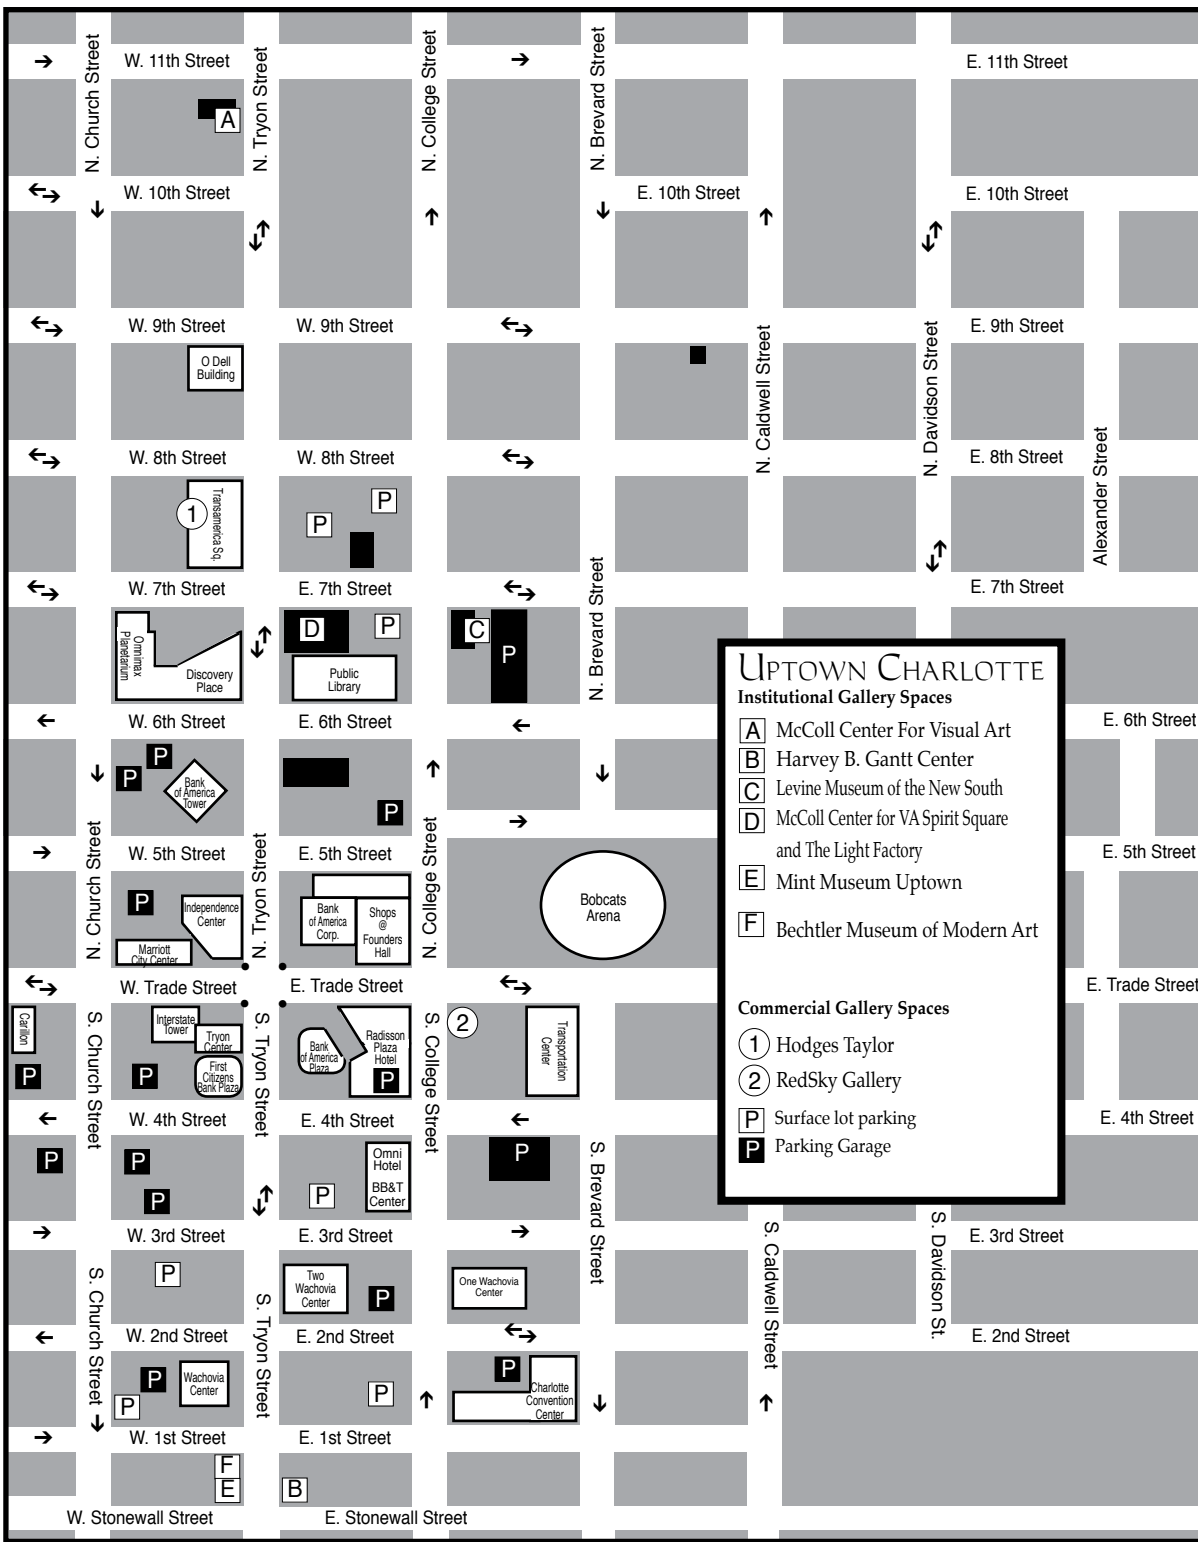 N. Church Street
N. Tryon Street
N. College Street
N. Brevard Street
W. 11th Street
E. 11th Street
A
W. 10th Street
E. 10th Street
E. 10th Street
W. 9th Street
W. 9th Street
E. 9th Street
N. Caldwell Street
N. Davidson Street
O Dell
Building
W. 8th Street
W. 8th Street
E. 8th Street
Alexander Street
1
Transamerica Sq.
P
P
W. 7th Street
E. 7th Street
E. 7th Street
N. Brevard Street
Omnimax
Planetarium
Discovery
Place
D
P
Public
Library
C
P
W. 6th Street
E. 6th Street
E. 6th Street
P
P
Bank
of America
Tower
P
N. Church Street
N. Tryon Street
N. College Street
W. 5th Street
E. 5th Street
E. 5th Street
P
Independence
Center
Marriott
City Center
Bank
of America
Corp.
Shops
@
Founders
Hall
Bobcats
Arena
W. Trade Street
E. Trade Street
E. Trade Street
Carillon
P
S. Church Street
Interstate
Tower
Tryon
Center
First
Citizens
Bank Plaza
P
S. Tryon Street
Bank
of America
Plaza
Radisson
Plaza
Hotel
P
S. College Street
2
Transportation
Center
W. 4th Street
E. 4th Street
E. 4th Street
P
P
P
P
Omni
Hotel
BB&T
Center
P
S. Brevard Street
W. 3rd Street
E. 3rd Street
E. 3rd Street
S. Caldwell Street
S. Davidson St.
S. Church Street
P
S. Tryon Street
Two
Wachovia
Center
P
One Wachovia
Center
W. 2nd Street
E. 2nd Street
E. 2nd Street
P
P
Wachovia
Center
P
P
Charlotte
Convention
Center
W. 1st Street
E. 1st Street
F
E
B
W. Stonewall Street
E. Stonewall Street
UPTOWN CHARLOTTE
Institutional Gallery Spaces
A McColl Center For Visual Art
B Harvey B. Gantt Center
C Levine Museum of the New South
D McColl Center for VA Spirit Square
and The Light Factory
E Mint Museum Uptown
F Bechtler Museum of Modern Art
Commercial Gallery Spaces
1 Hodges Taylor
2 RedSky Gallery
P Surface lot parking
P Parking Garage